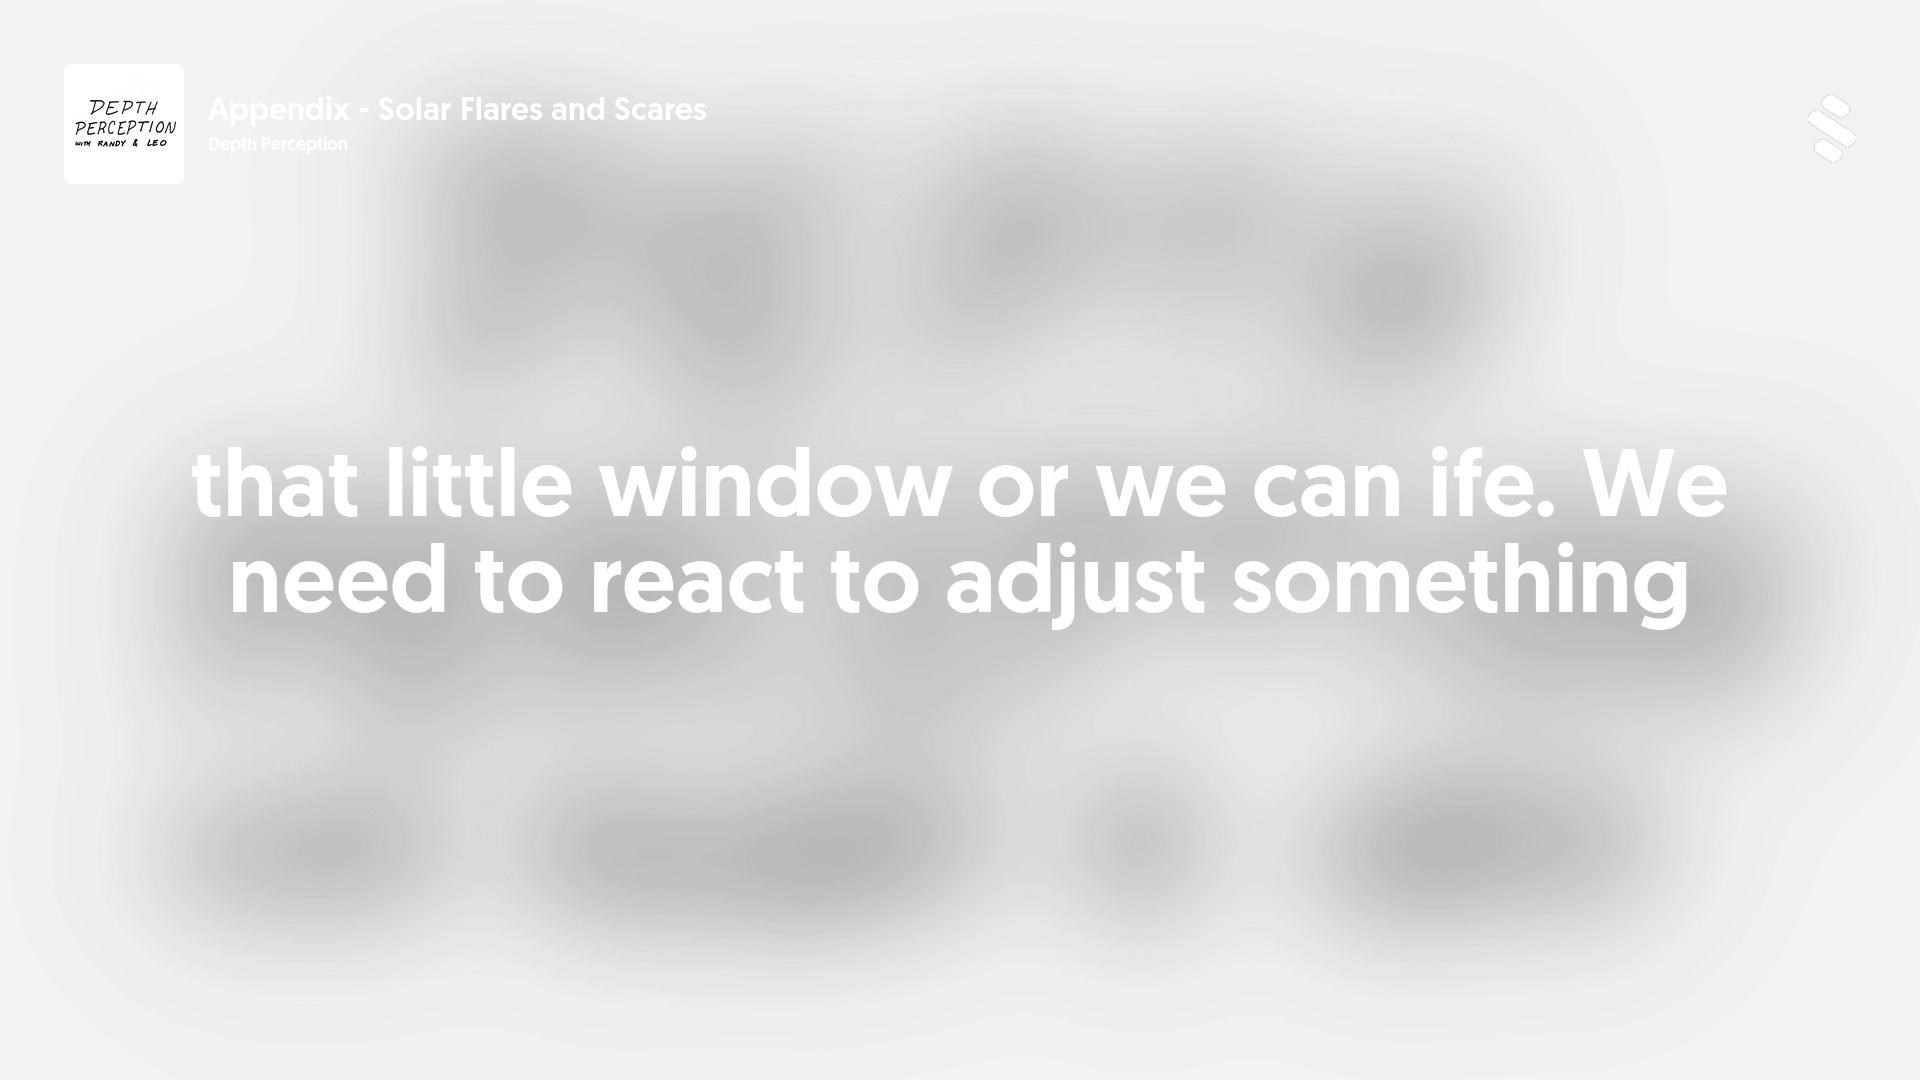 DEPTH
PERCEPTION
WITH RANDY & LEO
Appendix - Solar Flares and Scares
Depth Perception
that little window or we can ife. We
need to react to adjust something